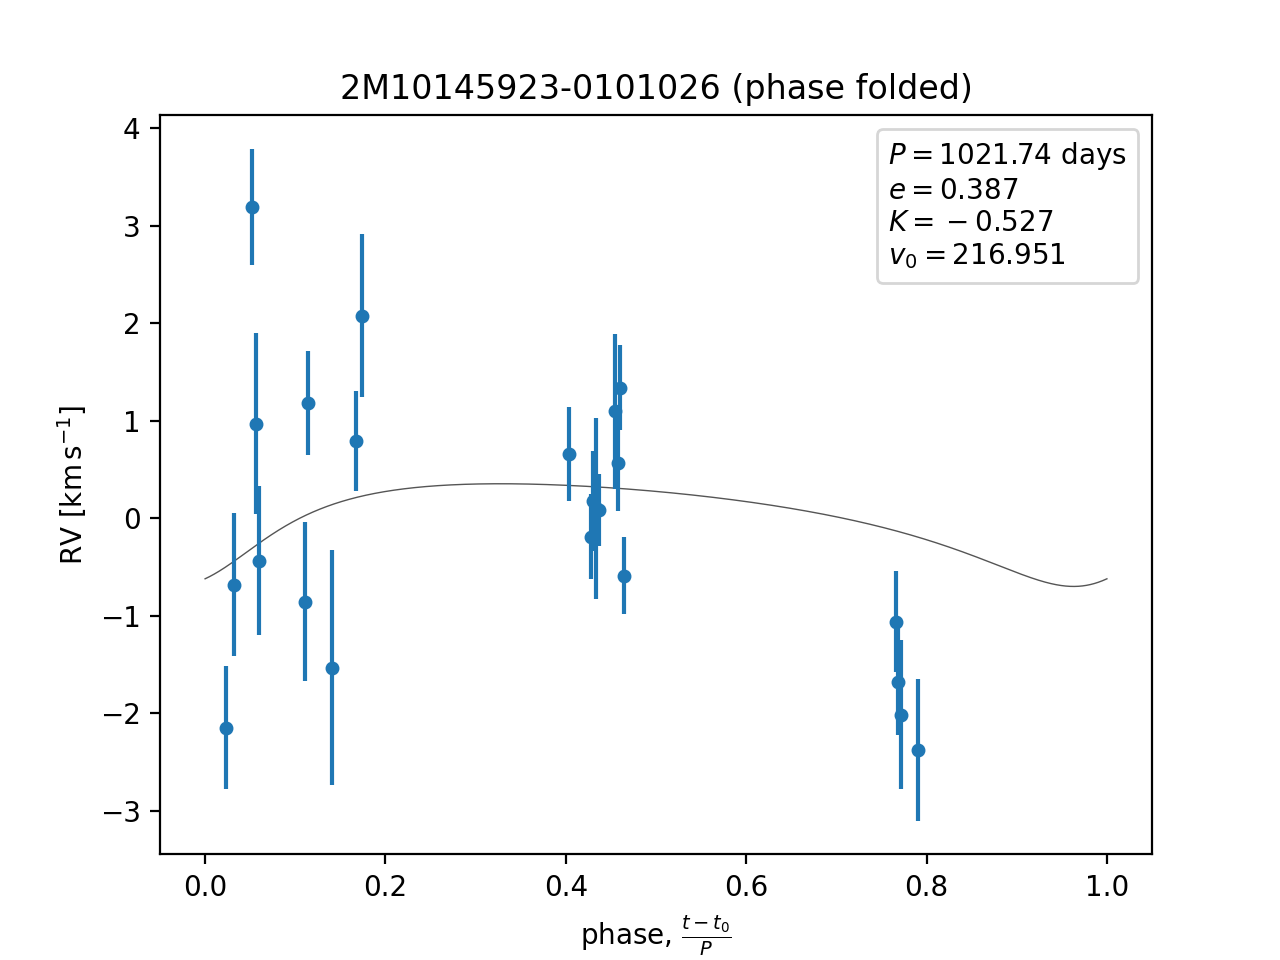 2M10145923-0101026 (phase folded)
P = 1021.74 days
e = 0.387
K = −0.527
v₀ = 216.951
RV [km s⁻¹]
4
3
2
1
0
−1
−2
−3
0.0 0.2 0.4 0.6 0.8 1.0
phase, (t − t₀)/P